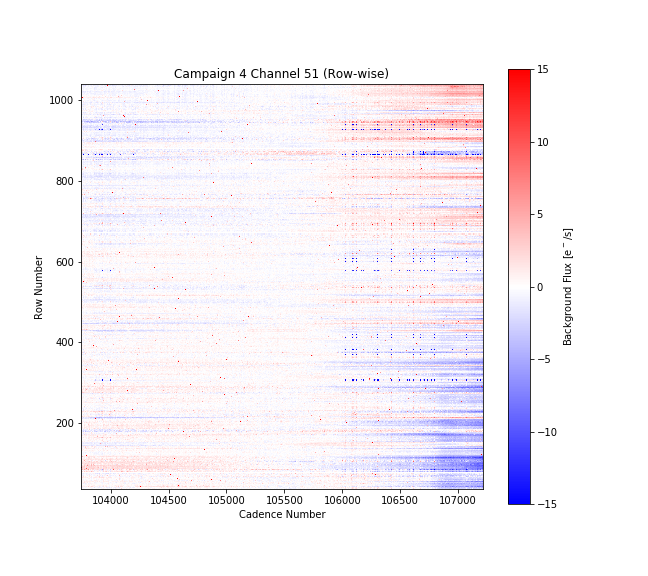 Campaign 4 Channel 51 (Row-wise)
1000
800
600
400
200
Row Number
104000 104500 105000 105500 106000 106500 107000
Cadence Number
15
10
5
0
−5
−10
−15
Background Flux [e⁻/s]